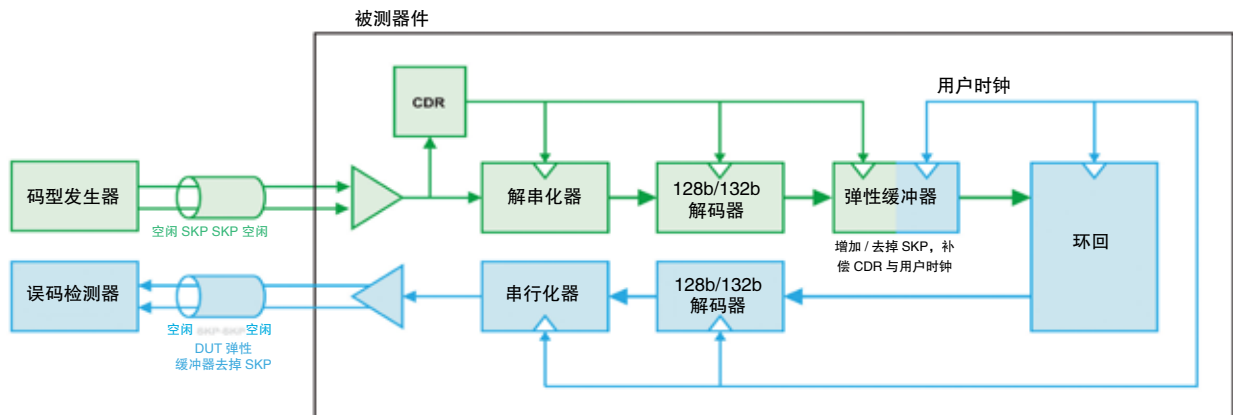 被测器件
用户时钟
CDR
码型发生器
空闲 SKP SKP 空闲
解串化器
128b/132b
解码器
弹性缓冲器
增加 / 去掉 SKP，补
偿 CDR 与用户时钟
环回
误码检测器
空闲 SKP SKP 空闲
DUT 弹性
缓冲器去掉 SKP
串行化器
128b/132b
解码器